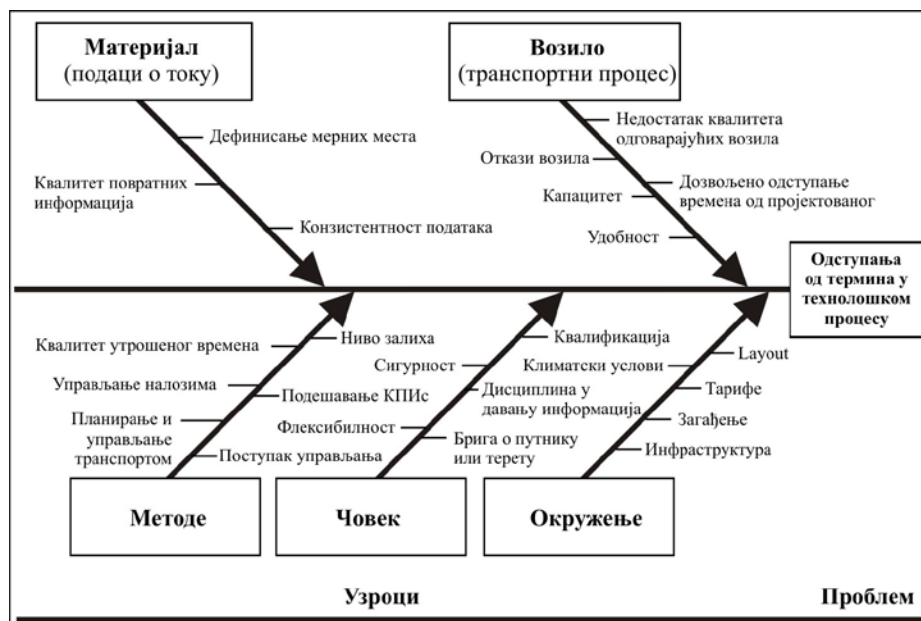 Материјал
(подаци о току)
Возило
(транспортни процес)
Дефинисање мерних места
Квалитет повратних
информација
Конзистентност података
Недостатак квалитета
одговарајућих возила
Откази возила
Дозвољено одступање
времена од пројектованог
Капацитет
Удобност
Одступања
од термина у
технолошком
процесу
Квалитет утрошеног времена
Ниво залиха
Управљање налозима
Подешавање КПИс
Планирање и
управљање
транспортом
Поступак управљања
Методе
Квалификација
Сигурност
Дисциплина у
давању информација
Флексибилност
Брига о путнику
или терету
Човек
Layout
Климатски услови
Тарифе
Загађење
Инфраструктура
Окружење
Узроци
Проблем